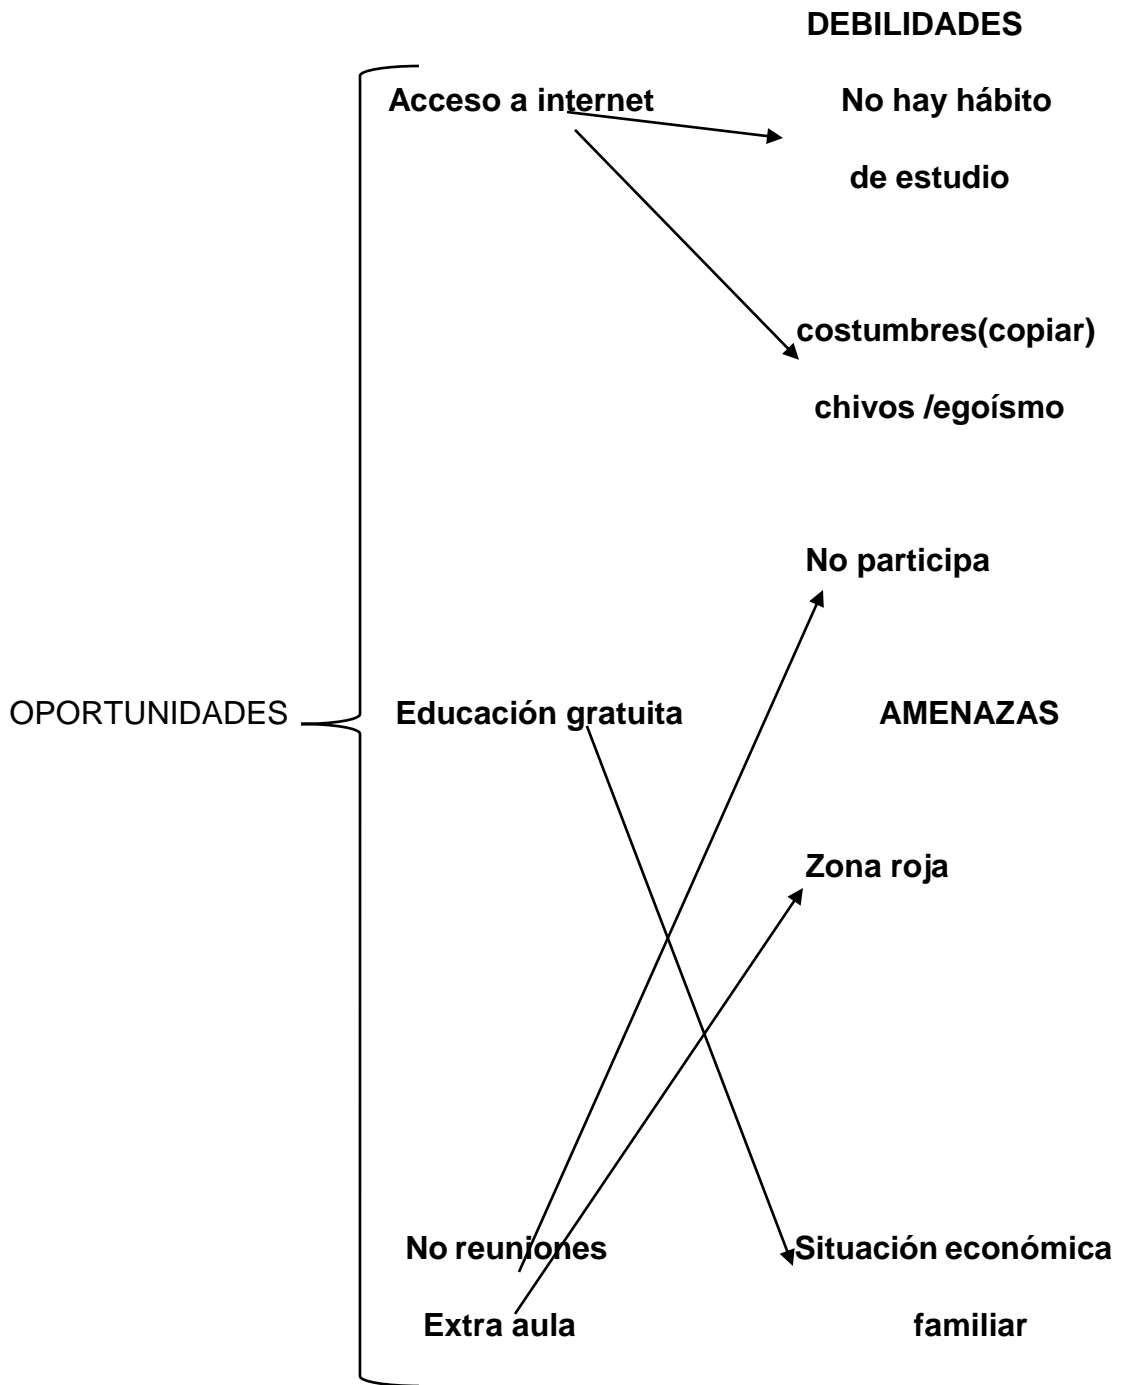 DEBILIDADES
Acceso a internet No hay hábito
de estudio
costumbres(copiar)
chivos /egoísmo
No participa
OPORTUNIDADES Educación gratuita AMENAZAS
Zona roja
No reuniones Situación económica
Extra aula familiar